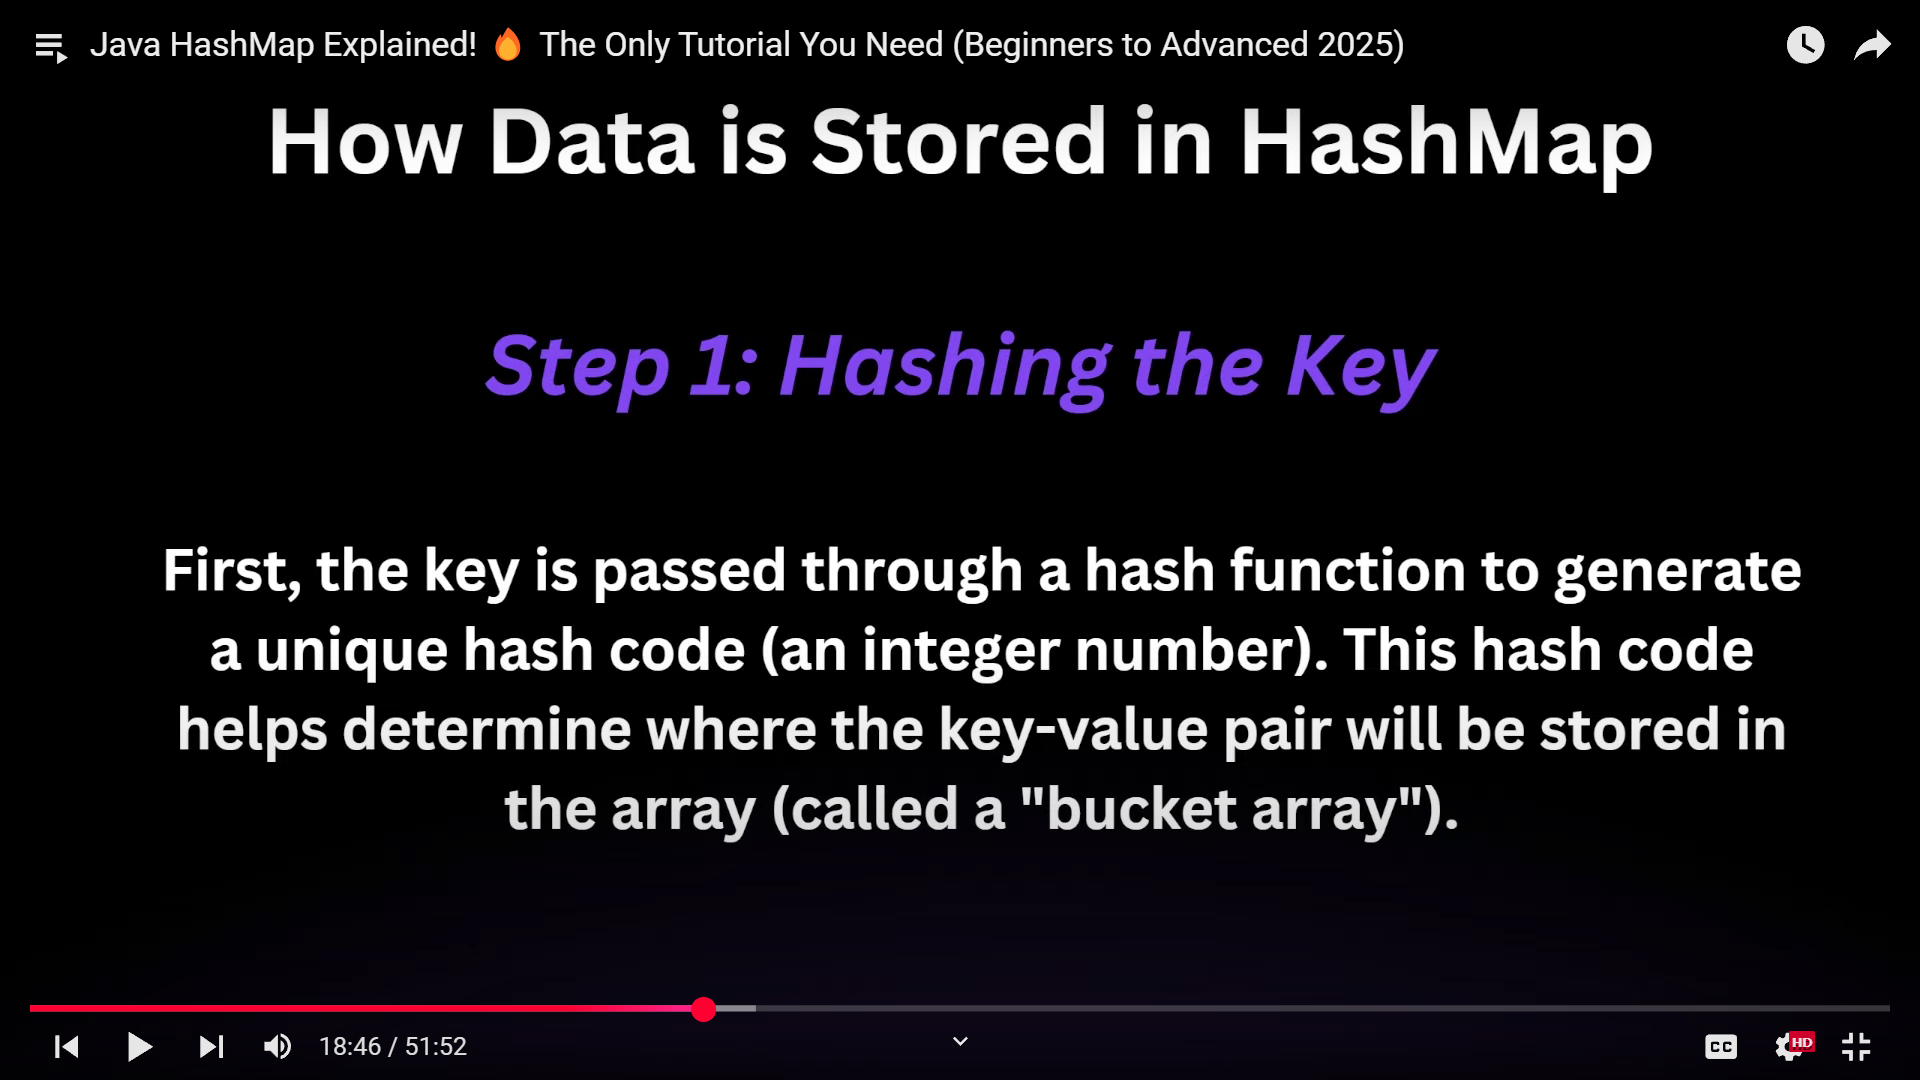 Java HashMap Explained! 🔥 The Only Tutorial You Need (Beginners to Advanced 2025)
How Data is Stored in HashMap
Step 1: Hashing the Key
First, the key is passed through a hash function to generate
a unique hash code (an integer number). This hash code
helps determine where the key-value pair will be stored in
the array (called a "bucket array").
18:46 / 51:52
CC
HD